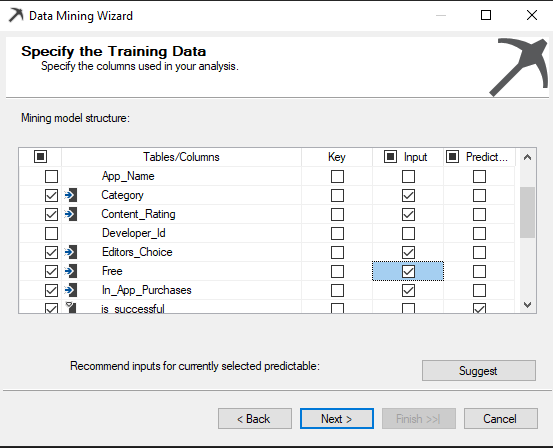 Data Mining Wizard
Specify the Training Data
Specify the columns used in your analysis.
Mining model structure:
Tables/Columns Key Input Predict...
App_Name
Category
Content_Rating
Developer_Id
Editors_Choice
Free
In_App_Purchases
is_successful
Recommend inputs for currently selected predictable:
Suggest
< Back Next > Finish >>| Cancel